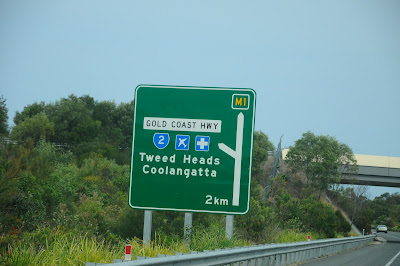 M1
GOLD COAST HWY
2
Tweed Heads
Coolangatta
2km